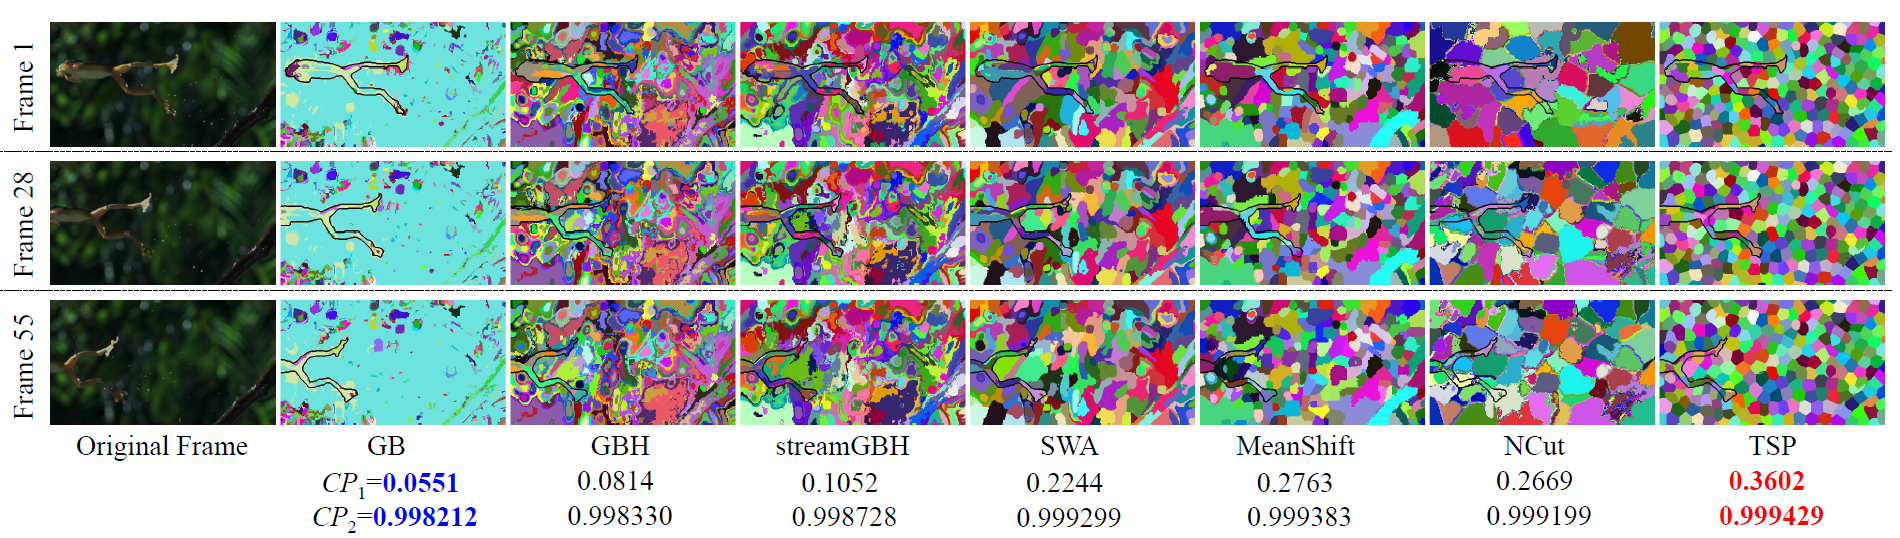 Frame 1
Frame 28
Frame 55
Original Frame GB GBH streamGBH SWA MeanShift NCut TSP
CP1=0.0551 0.0814 0.1052 0.2244 0.2763 0.2669 0.3602
CP2=0.998212 0.998330 0.998728 0.999299 0.999383 0.999199 0.999429